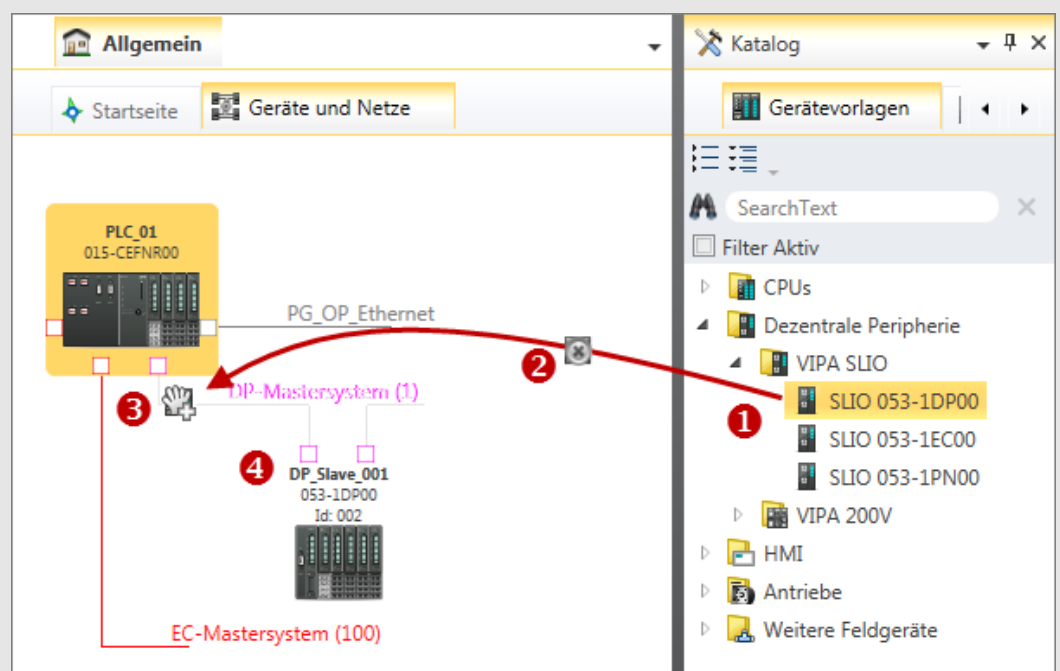 Allgemein
Startseite
Geräte und Netze
PLC_01
015-CEFNR00
PG_OP_Ethernet
2
3
DP-Mastersystem (1)
4
DP_Slave_001
053-1DP00
Id: 002
EC-Mastersystem (100)
Katalog
Gerätevorlagen
SearchText
Filter Aktiv
CPUs
Dezentrale Peripherie
VIPA SLIO
1
SLIO 053-1DP00
SLIO 053-1EC00
SLIO 053-1PN00
VIPA 200V
HMI
Antriebe
Weitere Feldgeräte